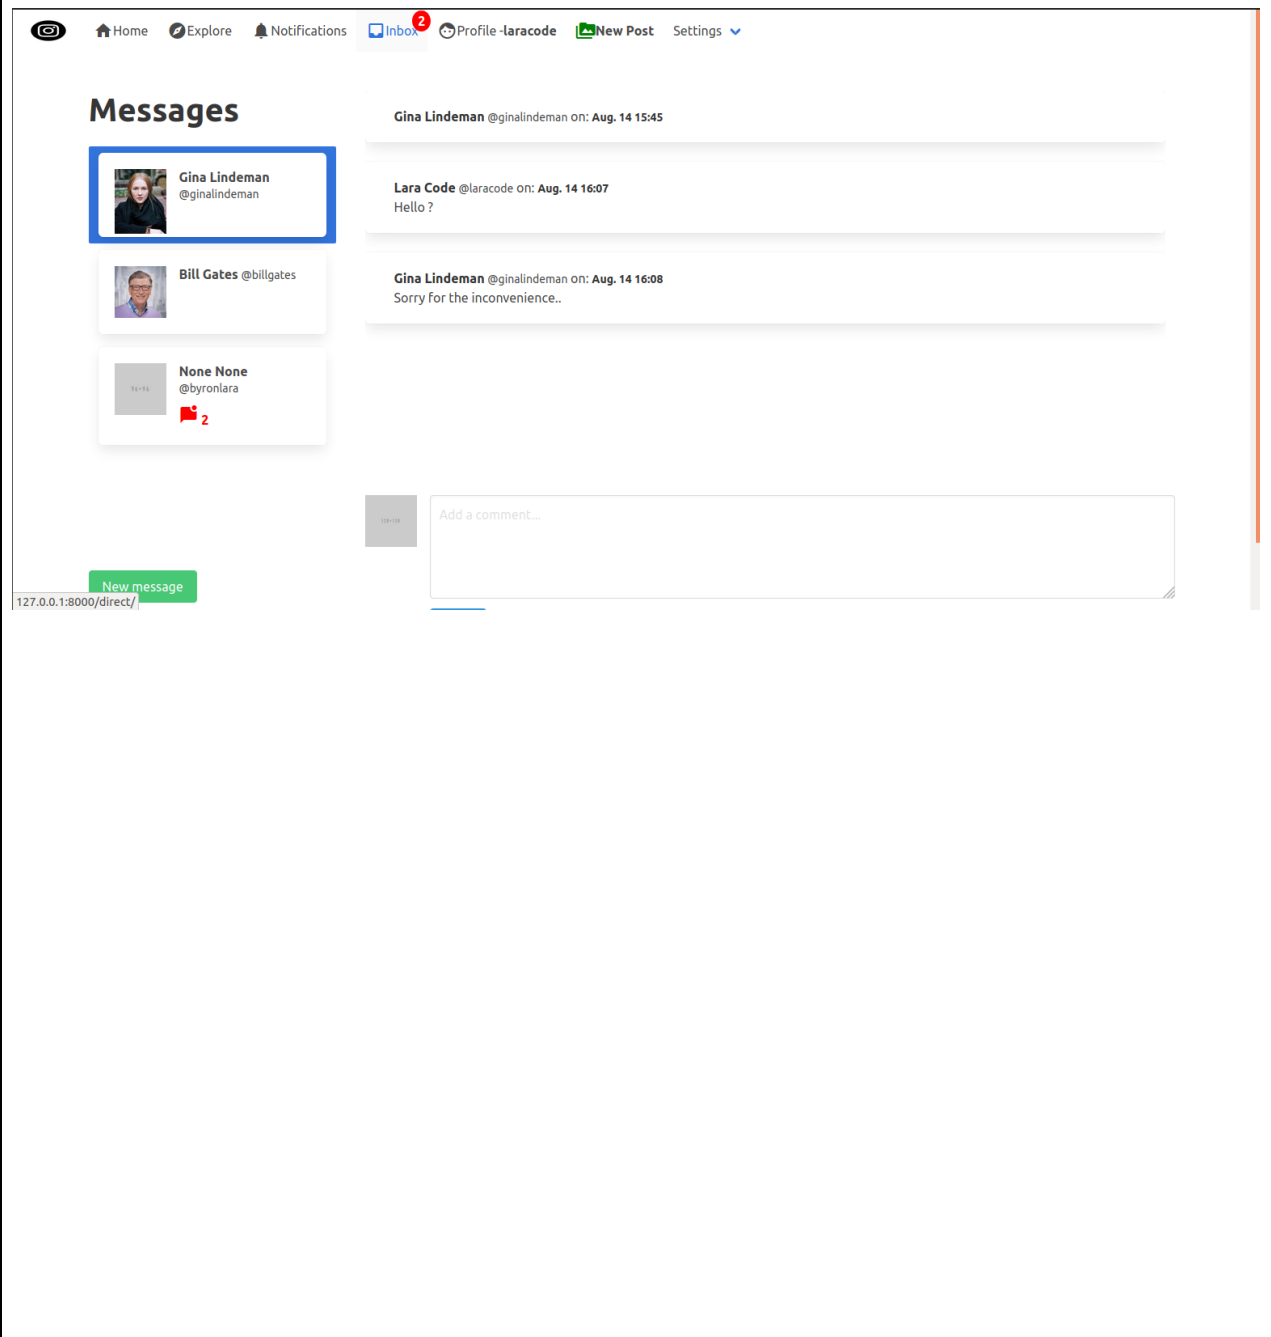 Home Explore Notifications Inbox 2 Profile -laracode New Post Settings
Messages
Gina Lindeman
@ginalindeman
Bill Gates @billgates
None None
@byronlara
2
New message
127.0.0.1:8000/direct/
Gina Lindeman @ginalindeman on: Aug. 14 15:45
Lara Code @laracode on: Aug. 14 16:07
Hello ?
Gina Lindeman @ginalindeman on: Aug. 14 16:08
Sorry for the inconvenience..
Add a comment...